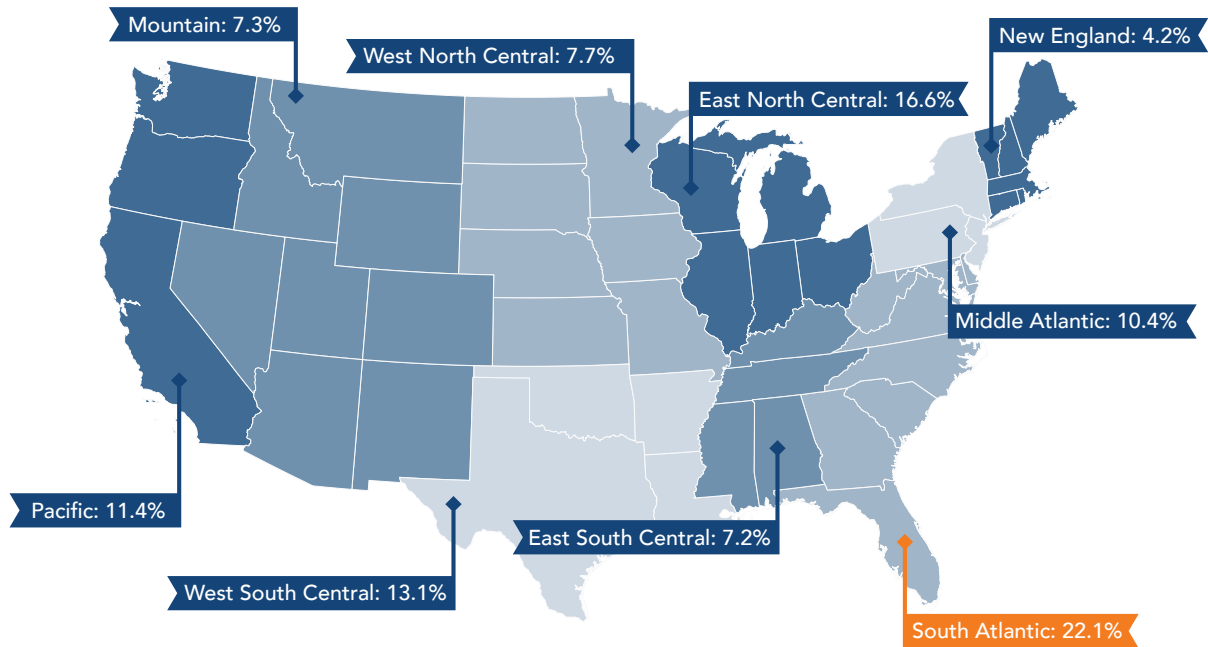 Mountain: 7.3%
New England: 4.2%
West North Central: 7.7%
East North Central: 16.6%
Middle Atlantic: 10.4%
Pacific: 11.4%
East South Central: 7.2%
West South Central: 13.1%
South Atlantic: 22.1%